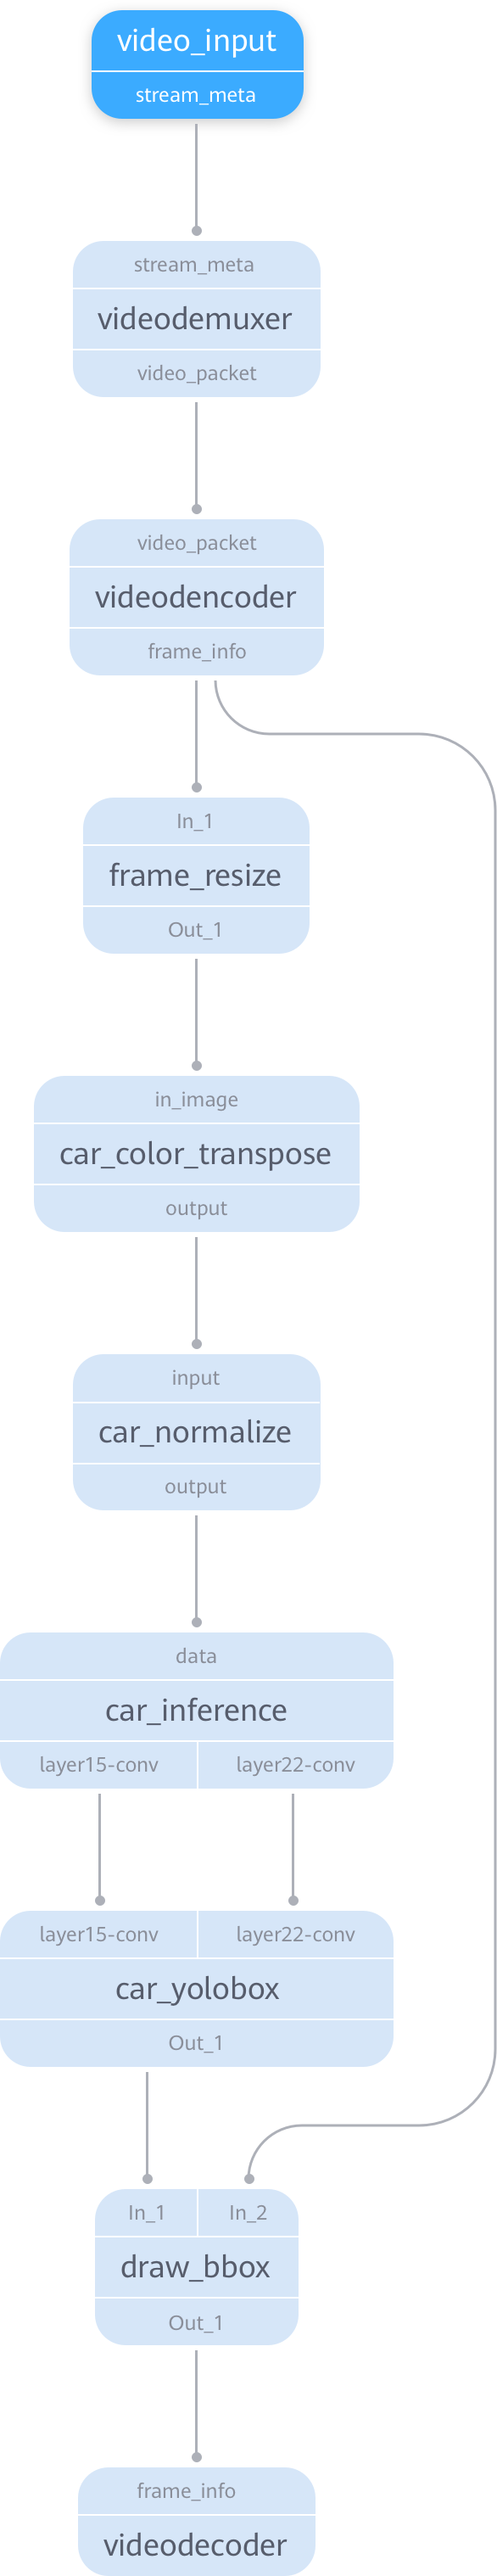 video_input
stream_meta
stream_meta
videodemuxer
video_packet
video_packet
videodencoder
frame_info
In_1
frame_resize
Out_1
in_image
car_color_transpose
output
input
car_normalize
output
data
car_inference
layer15-conv layer22-conv
layer15-conv layer22-conv
car_yolobox
Out_1
In_1 In_2
draw_bbox
Out_1
frame_info
videodecoder